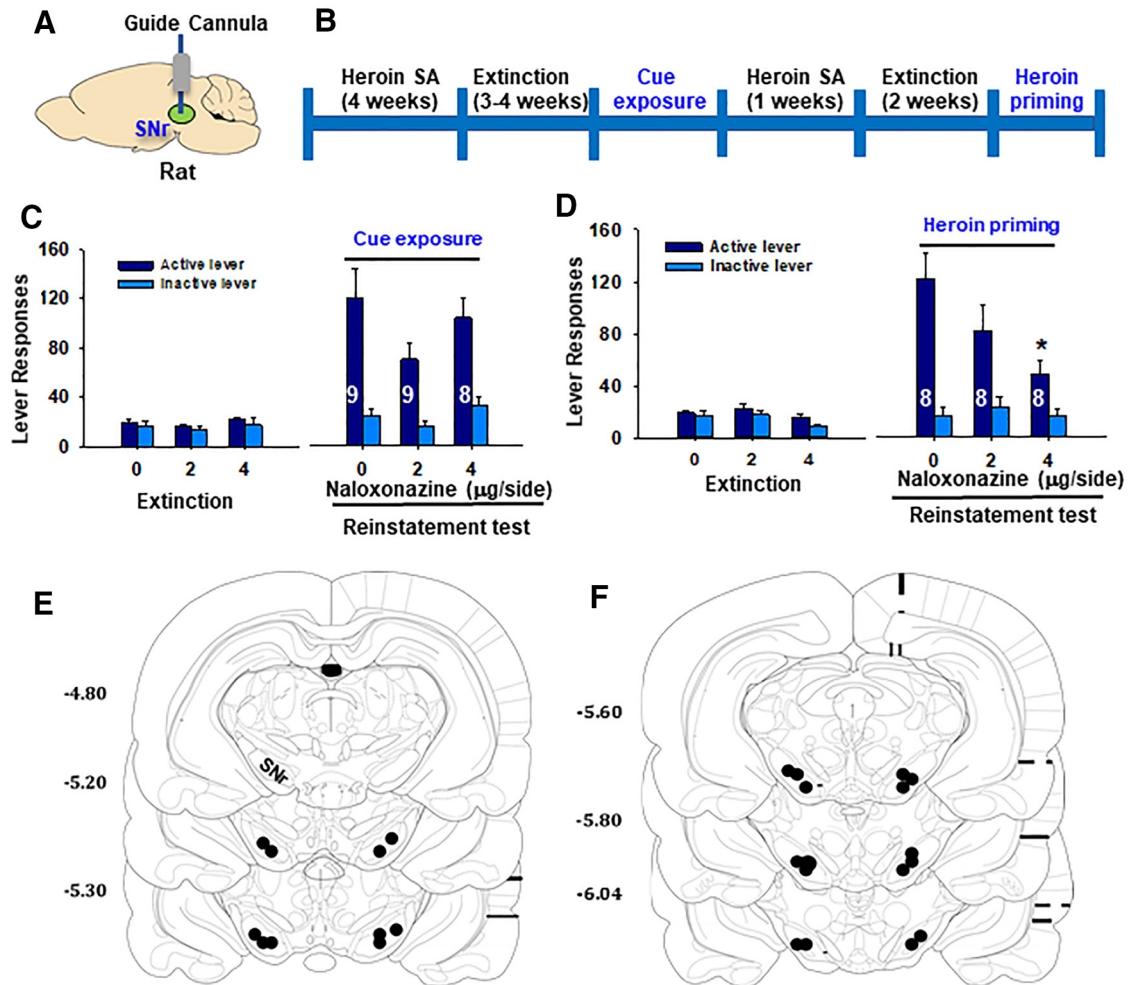 A
Guide Cannula
SNr
Rat
B
Heroin SA
(4 weeks)
Extinction
(3-4 weeks)
Cue
exposure
Heroin SA
(1 weeks)
Extinction
(2 weeks)
Heroin
priming
C
Lever Responses
160
120
80
40
0
Active lever
Inactive lever
Cue exposure
9
9
8
0
2
4
0
2
4
Extinction
Naloxonazine (μg/side)
Reinstatement test
D
Lever Responses
160
120
80
40
0
Active lever
Inactive lever
Heroin priming
*
8
8
8
0
2
4
0
2
4
Extinction
Naloxonazine (μg/side)
Reinstatement test
E
-4.80
SNr
-5.20
-5.30
F
-5.60
-5.80
-6.04